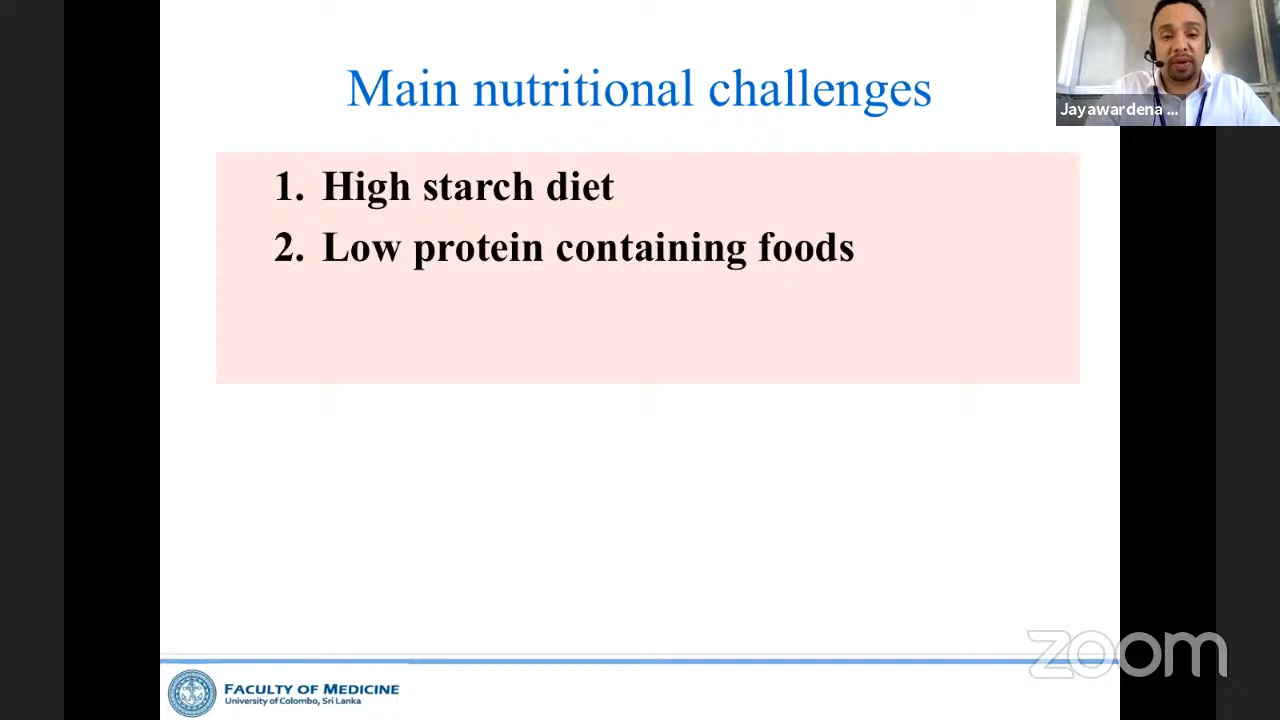 Main nutritional challenges
Jayawardena ...
1. High starch diet
2. Low protein containing foods
zoom
FACULTY OF MEDICINE
University of Colombo, Sri Lanka